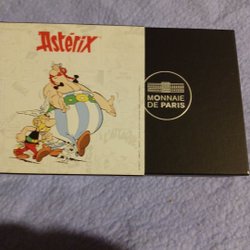 Astérix
MONNAIE
DE PARIS